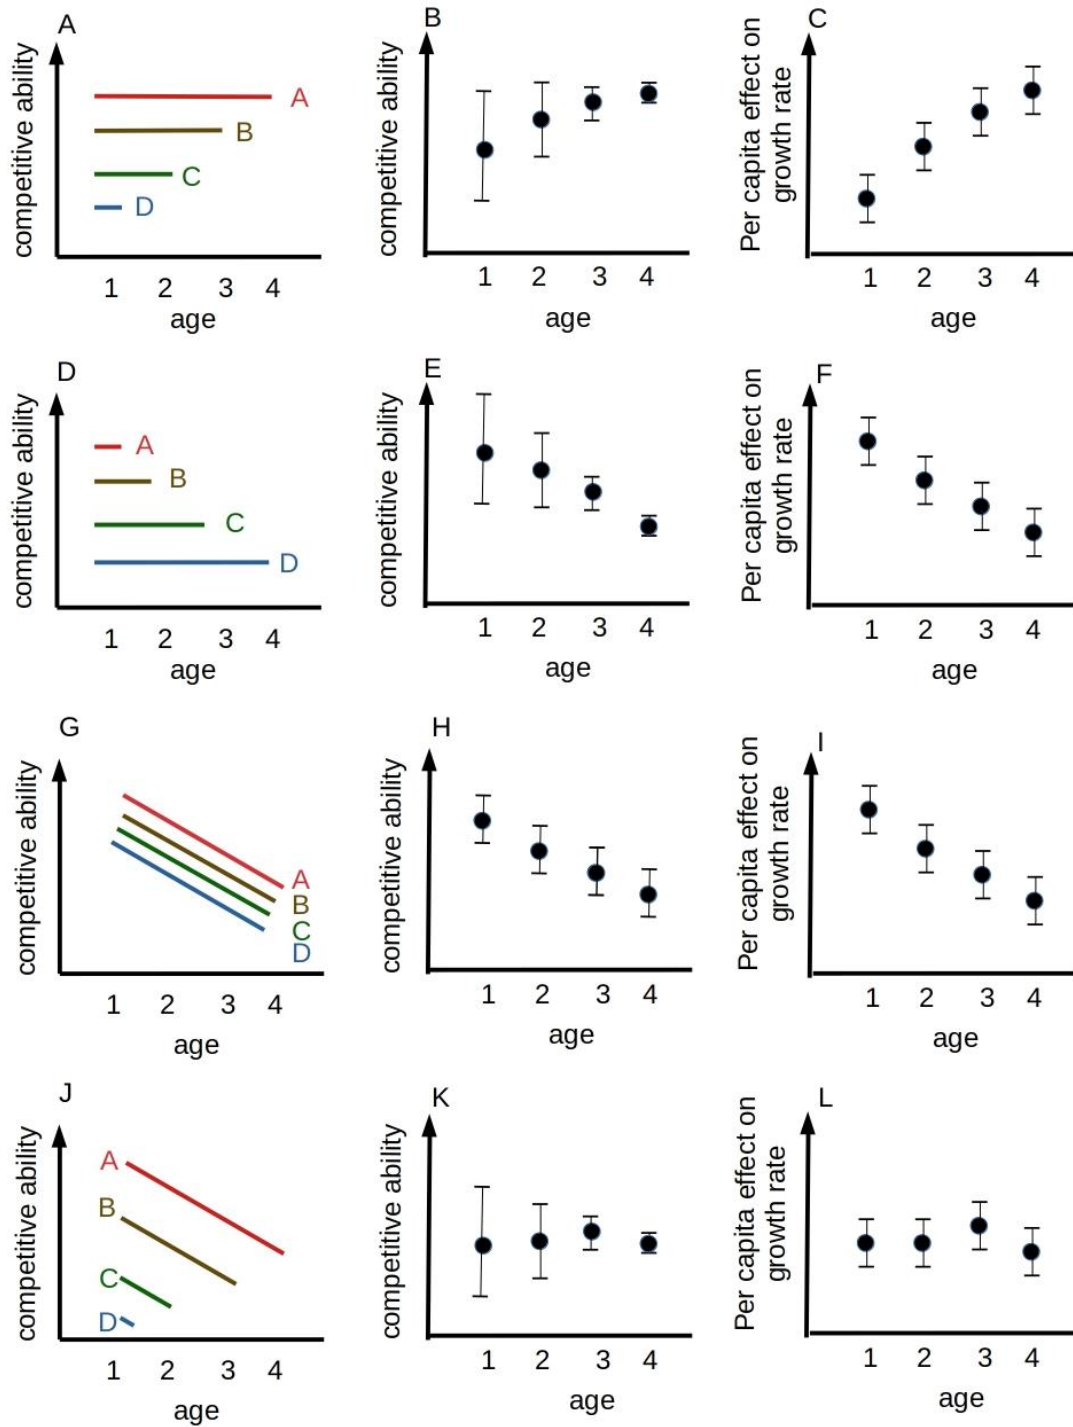 A
competitive ability
A
B
C
D
1 2 3 4
age
B
competitive ability
1 2 3 4
age
C
Per capita effect on
growth rate
1 2 3 4
age
D
competitive ability
A
B
C
D
1 2 3 4
age
E
competitive ability
1 2 3 4
age
F
Per capita effect on
growth rate
1 2 3 4
age
G
competitive ability
A
B
C
D
1 2 3 4
age
H
competitive ability
1 2 3 4
age
I
Per capita effect on
growth rate
1 2 3 4
age
J
competitive ability
A
B
C
D
1 2 3 4
age
K
competitive ability
1 2 3 4
age
L
Per capita effect on
growth rate
1 2 3 4
age